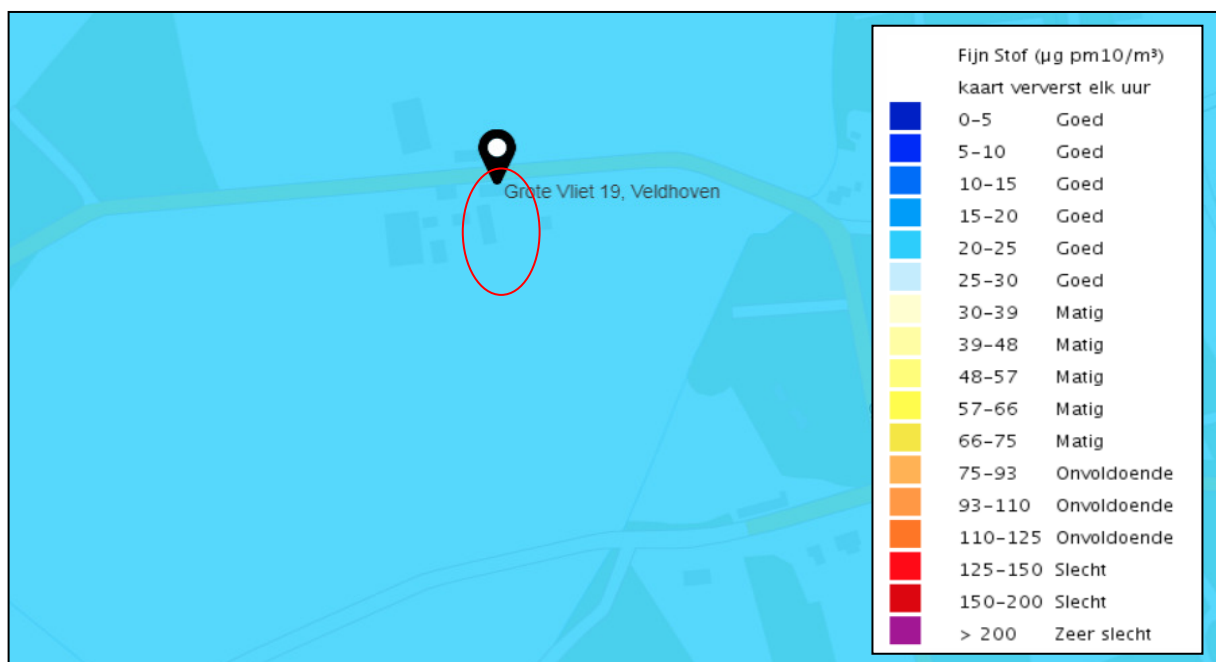 Grote Vliet 19, Veldhoven
Fijn Stof (µg pm10/m³)
kaart ververst elk uur
0-5 Goed
5-10 Goed
10-15 Goed
15-20 Goed
20-25 Goed
25-30 Goed
30-39 Matig
39-48 Matig
48-57 Matig
57-66 Matig
66-75 Matig
75-93 Onvoldoende
93-110 Onvoldoende
110-125 Onvoldoende
125-150 Slecht
150-200 Slecht
> 200 Zeer slecht